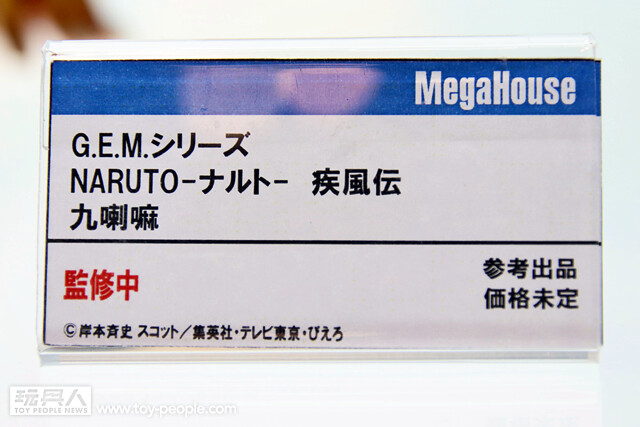 MegaHouse
G.E.M.シリーズ
NARUTO-ナルト- 疾風伝
九喇嘛
監修中
参考出品
価格未定
©岸本斉史 スコット/集英社・テレビ東京・ぴえろ
玩具人
TOY PEOPLE NEWS
www.toy-people.com